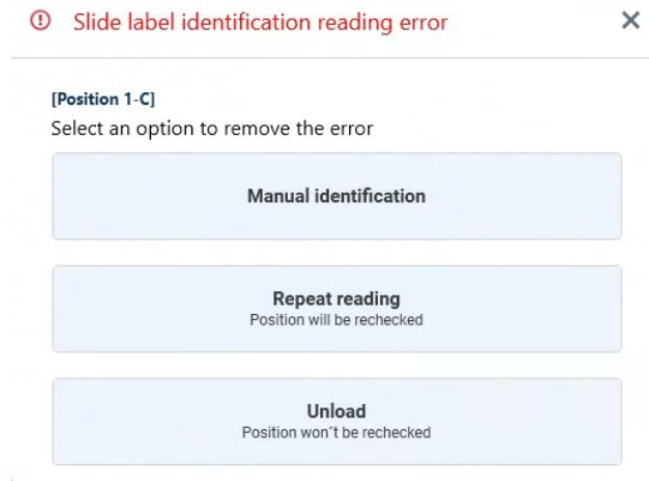 Slide label identification reading error
[Position 1-C]
Select an option to remove the error
Manual identification
Repeat reading
Position will be rechecked
Unload
Position won´t be rechecked